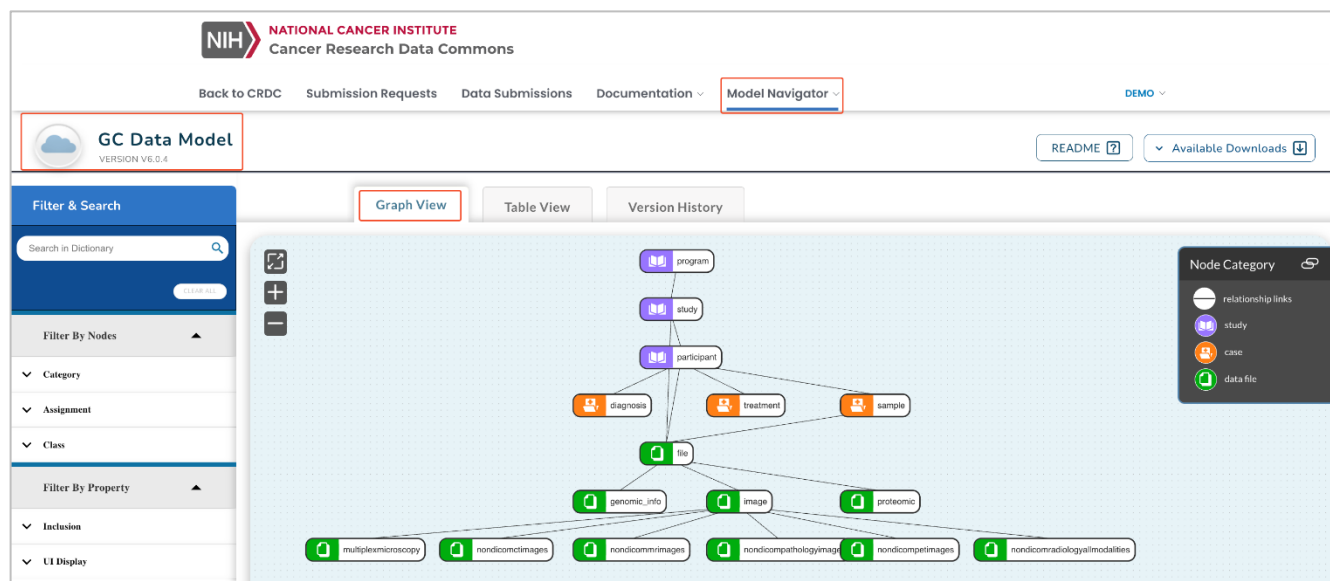 NIH
NATIONAL CANCER INSTITUTE
Cancer Research Data Commons
Back to CRDC Submission Requests Data Submissions Documentation Model Navigator
DEMO
GC Data Model
VERSION V6.0.4
README ? Available Downloads
Filter & Search
Search in Dictionary
CLEAR ALL
Filter By Nodes
Category
Assignment
Class
Filter By Property
Inclusion
UI Display
Graph View Table View Version History
program
study
participant
diagnosis treatment sample
file
genomic_info image proteomic
multiplexmicroscopy nondicomctimages nondicommrimages nondicompathologyimage nondicompetimages nondicomradiologyallmodalities
Node Category
relationship links
study
case
data file